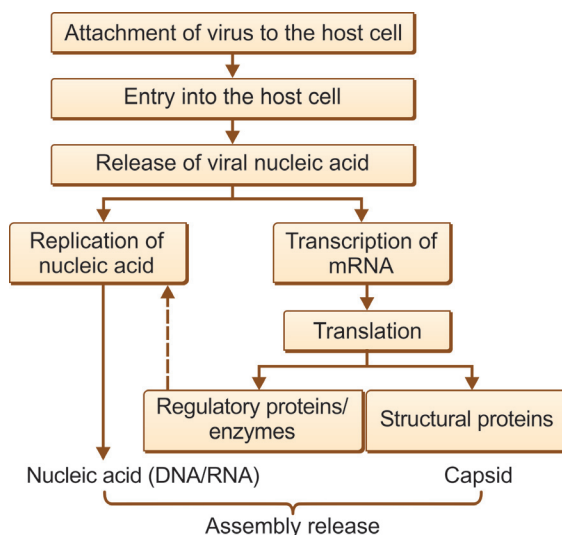 Attachment of virus to the host cell
Entry into the host cell
Release of viral nucleic acid
Replication of
nucleic acid
Transcription of
mRNA
Translation
Regulatory proteins/
enzymes
Structural proteins
Nucleic acid (DNA/RNA)
Capsid
Assembly release